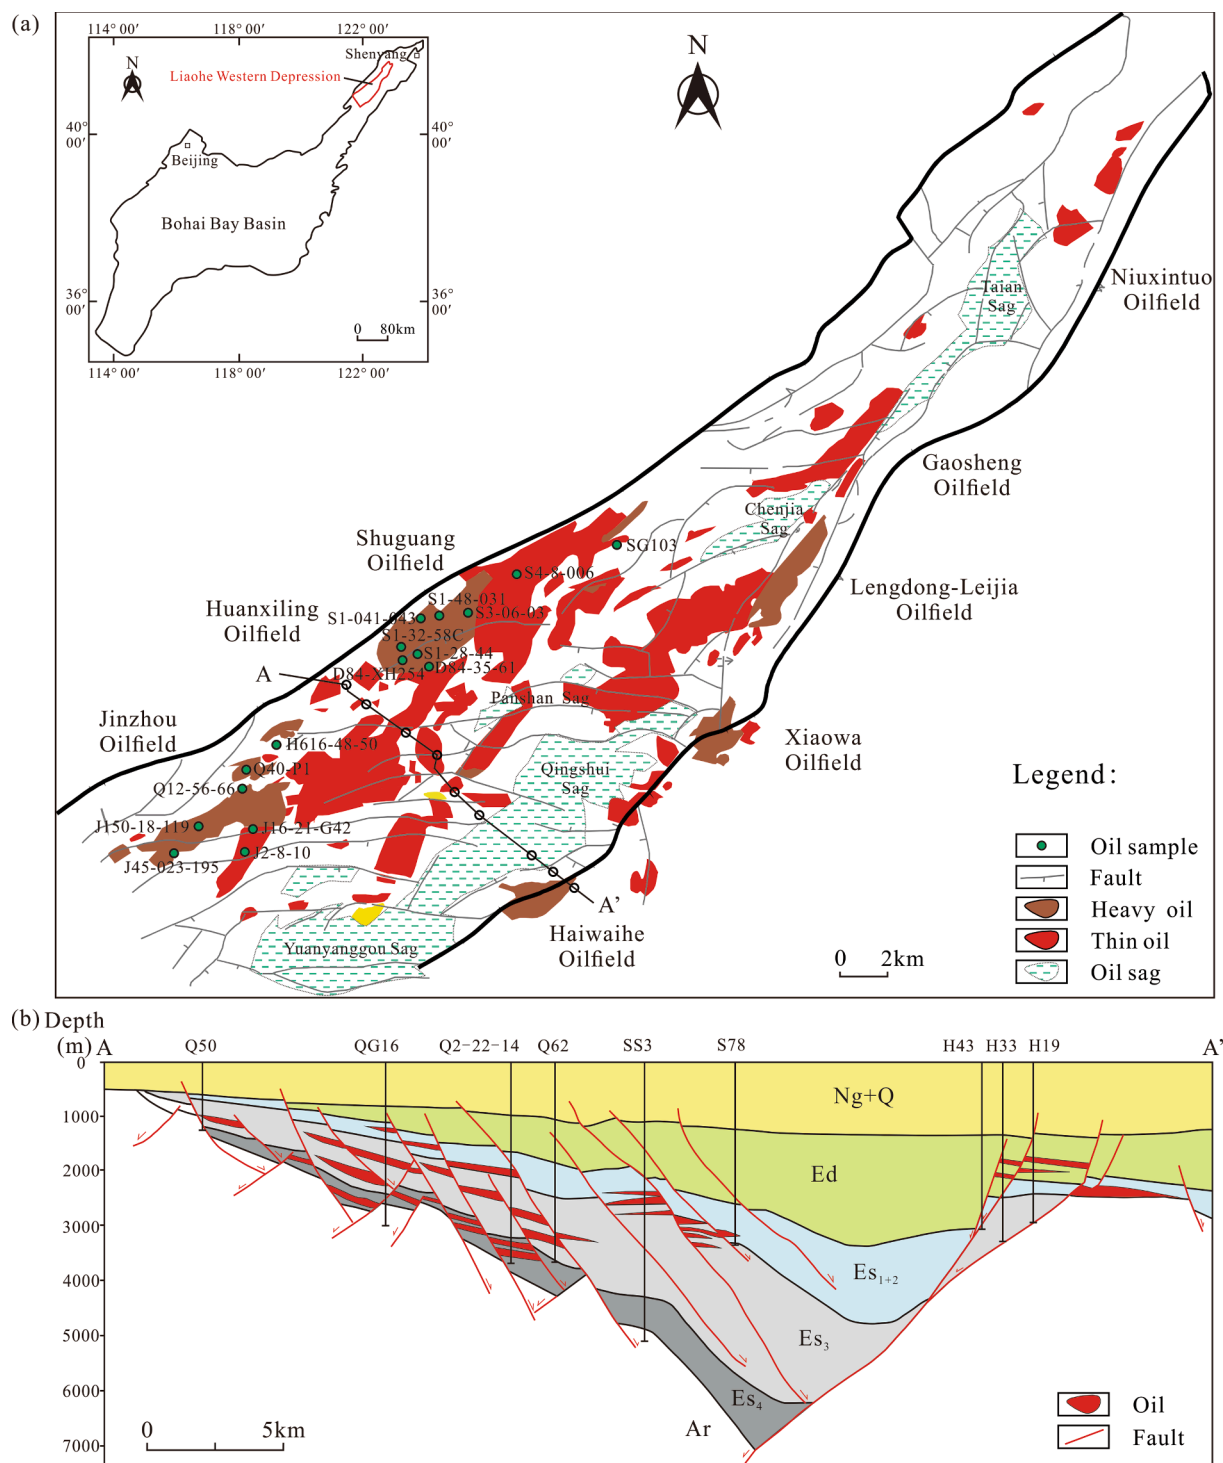 (a)
114° 00′ 118° 00′ 122° 00′
N
Shenyang
Liaohe Western Depression
40° 00′
40° 00′
Beijing
Bohai Bay Basin
36° 00′
36° 00′
0 80km
114° 00′ 118° 00′ 122° 00′
N
Taian Sag
Niuxintuo
Oilfield
Gaosheng
Oilfield
Chenjia
Sag
Shuguang
Oilfield
SG103
S4-8-006
Lengdong-Leijia
Oilfield
Huanxiling
Oilfield
S1-48-031
S1-041-043
S3-06-03
S1-32-58C
S1-28-44
D84-35-61
D84-XH254
A
Panshan Sag
Jinzhou
Oilfield
H616-48-50
Xiaowa
Oilfield
Q40-P1
Qingshui
Sag
Q12-56-66
J150-18-119
J16-21-G42
J2-8-10
J45-023-195
A’
Haiwaihe
Oilfield
Yuanyanggou Sag
0 2km
Legend:
Oil sample
Fault
Heavy oil
Thin oil
Oil sag
(b) Depth
(m) A Q50 QG16 Q2-22-14 Q62 SS3 S78 H43 H33 H19 A’
0
1000
2000
3000
4000
5000
6000
7000
Ng+Q
Ed
Es1+2
Es3
Es4
Ar
0 5km
Oil
Fault